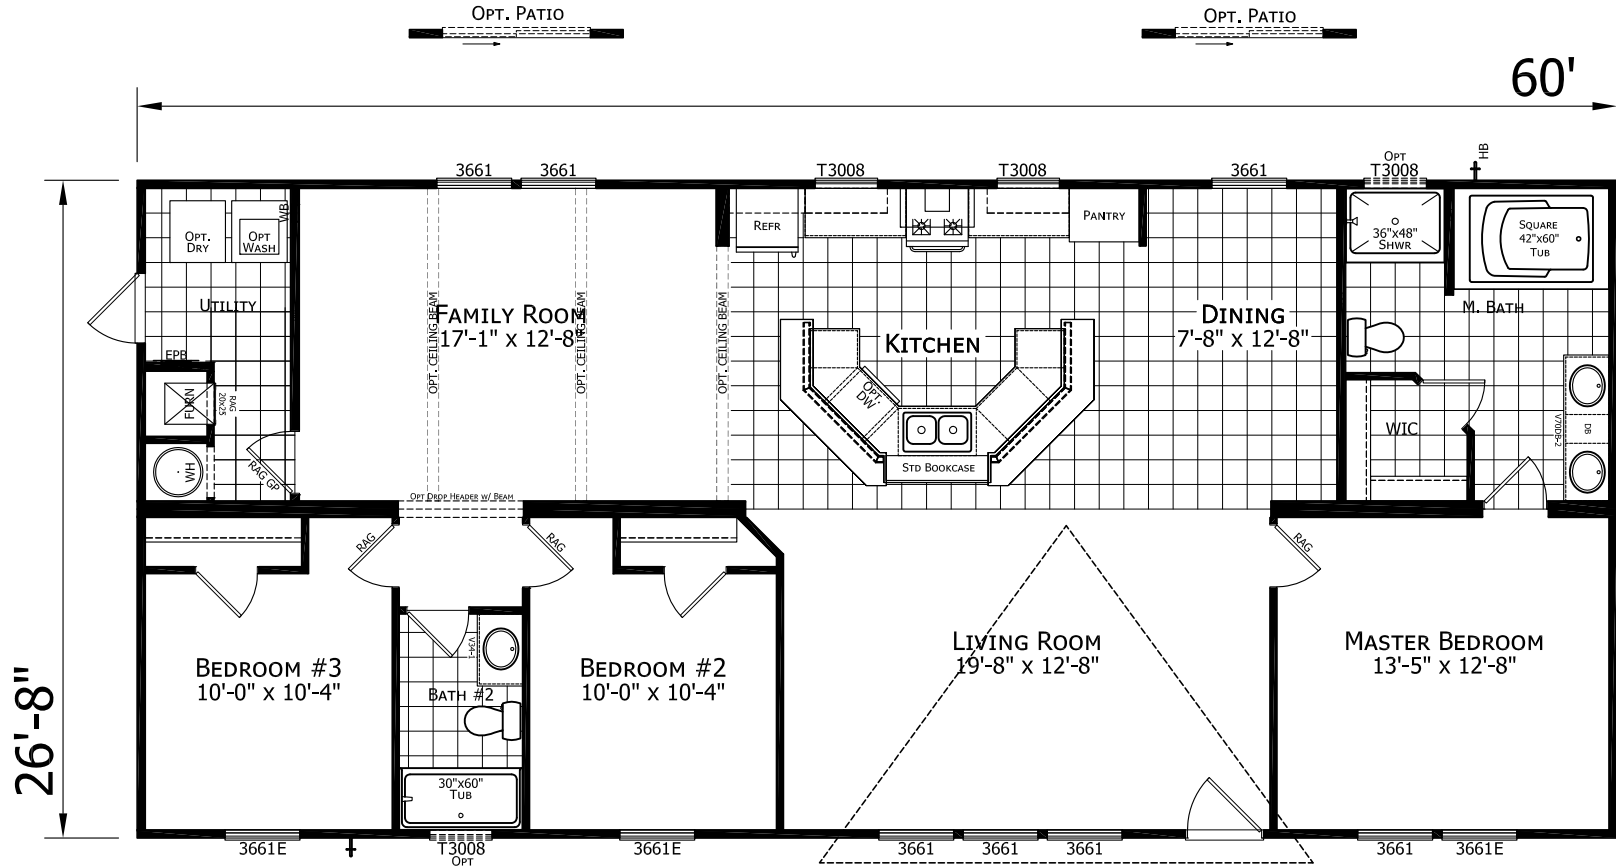 OPT. PATIO
OPT. PATIO
60'
3661
3661
T3008
T3008
3661
OPT
T3008
HB
WB
OPT.
DRY
OPT
WASH
REFR
PANTRY
36"x48"
SHWR
SQUARE
42"x60"
TUB
UTILITY
FAMILY ROOM
17'-1" x 12'-8"
OPT. CEILING BEAM
OPT. CEILING BEAM
OPT. CEILING BEAM
KITCHEN
DINING
7'-8" x 12'-8"
M. BATH
EPB
FURN
RAG
20x25
OPT.
DW
WIC
V70DB-2
DB
WH
RAG GP
STD BOOKCASE
OPT DROP HEADER W/ BEAM
RAG
RAG
RAG
26'-8"
BEDROOM #3
10'-0" x 10'-4"
V34-1
BATH #2
BEDROOM #2
10'-0" x 10'-4"
LIVING ROOM
19'-8" x 12'-8"
MASTER BEDROOM
13'-5" x 12'-8"
30"x60"
TUB
3661E
T3008
OPT
3661E
3661
3661
3661
3661
3661E